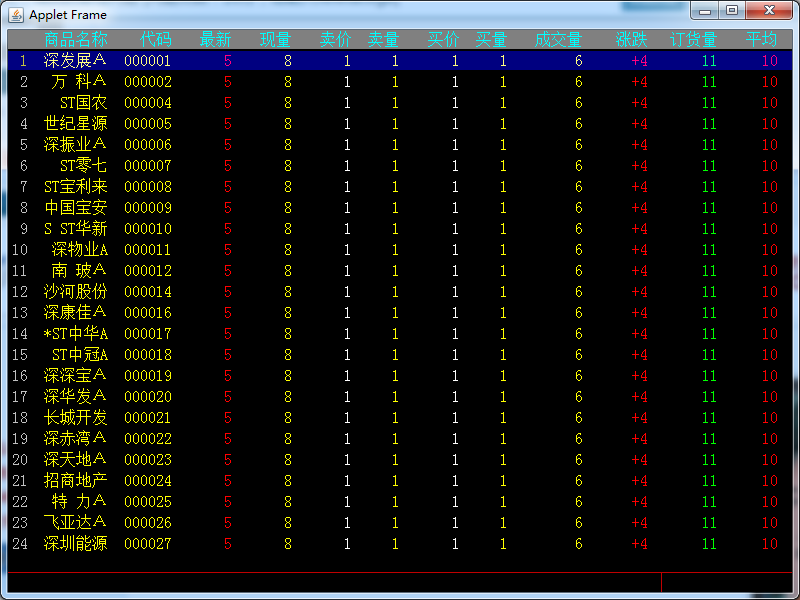 Applet Frame
商品名称 代码 最新 现量 卖价 卖量 买价 买量 成交量 涨跌 订货量 平均
1 深发展A 000001 5 8 1 1 1 1 6 +4 11 10
2 万 科A 000002 5 8 1 1 1 1 6 +4 11 10
3 ST国农 000004 5 8 1 1 1 1 6 +4 11 10
4 世纪星源 000005 5 8 1 1 1 1 6 +4 11 10
5 深振业A 000006 5 8 1 1 1 1 6 +4 11 10
6 ST零七 000007 5 8 1 1 1 1 6 +4 11 10
7 ST宝利来 000008 5 8 1 1 1 1 6 +4 11 10
8 中国宝安 000009 5 8 1 1 1 1 6 +4 11 10
9 S ST华新 000010 5 8 1 1 1 1 6 +4 11 10
10 深物业A 000011 5 8 1 1 1 1 6 +4 11 10
11 南 玻A 000012 5 8 1 1 1 1 6 +4 11 10
12 沙河股份 000014 5 8 1 1 1 1 6 +4 11 10
13 深康佳A 000016 5 8 1 1 1 1 6 +4 11 10
14 *ST中华A 000017 5 8 1 1 1 1 6 +4 11 10
15 ST中冠A 000018 5 8 1 1 1 1 6 +4 11 10
16 深深宝A 000019 5 8 1 1 1 1 6 +4 11 10
17 深华发A 000020 5 8 1 1 1 1 6 +4 11 10
18 长城开发 000021 5 8 1 1 1 1 6 +4 11 10
19 深赤湾A 000022 5 8 1 1 1 1 6 +4 11 10
20 深天地A 000023 5 8 1 1 1 1 6 +4 11 10
21 招商地产 000024 5 8 1 1 1 1 6 +4 11 10
22 特 力A 000025 5 8 1 1 1 1 6 +4 11 10
23 飞亚达A 000026 5 8 1 1 1 1 6 +4 11 10
24 深圳能源 000027 5 8 1 1 1 1 6 +4 11 10